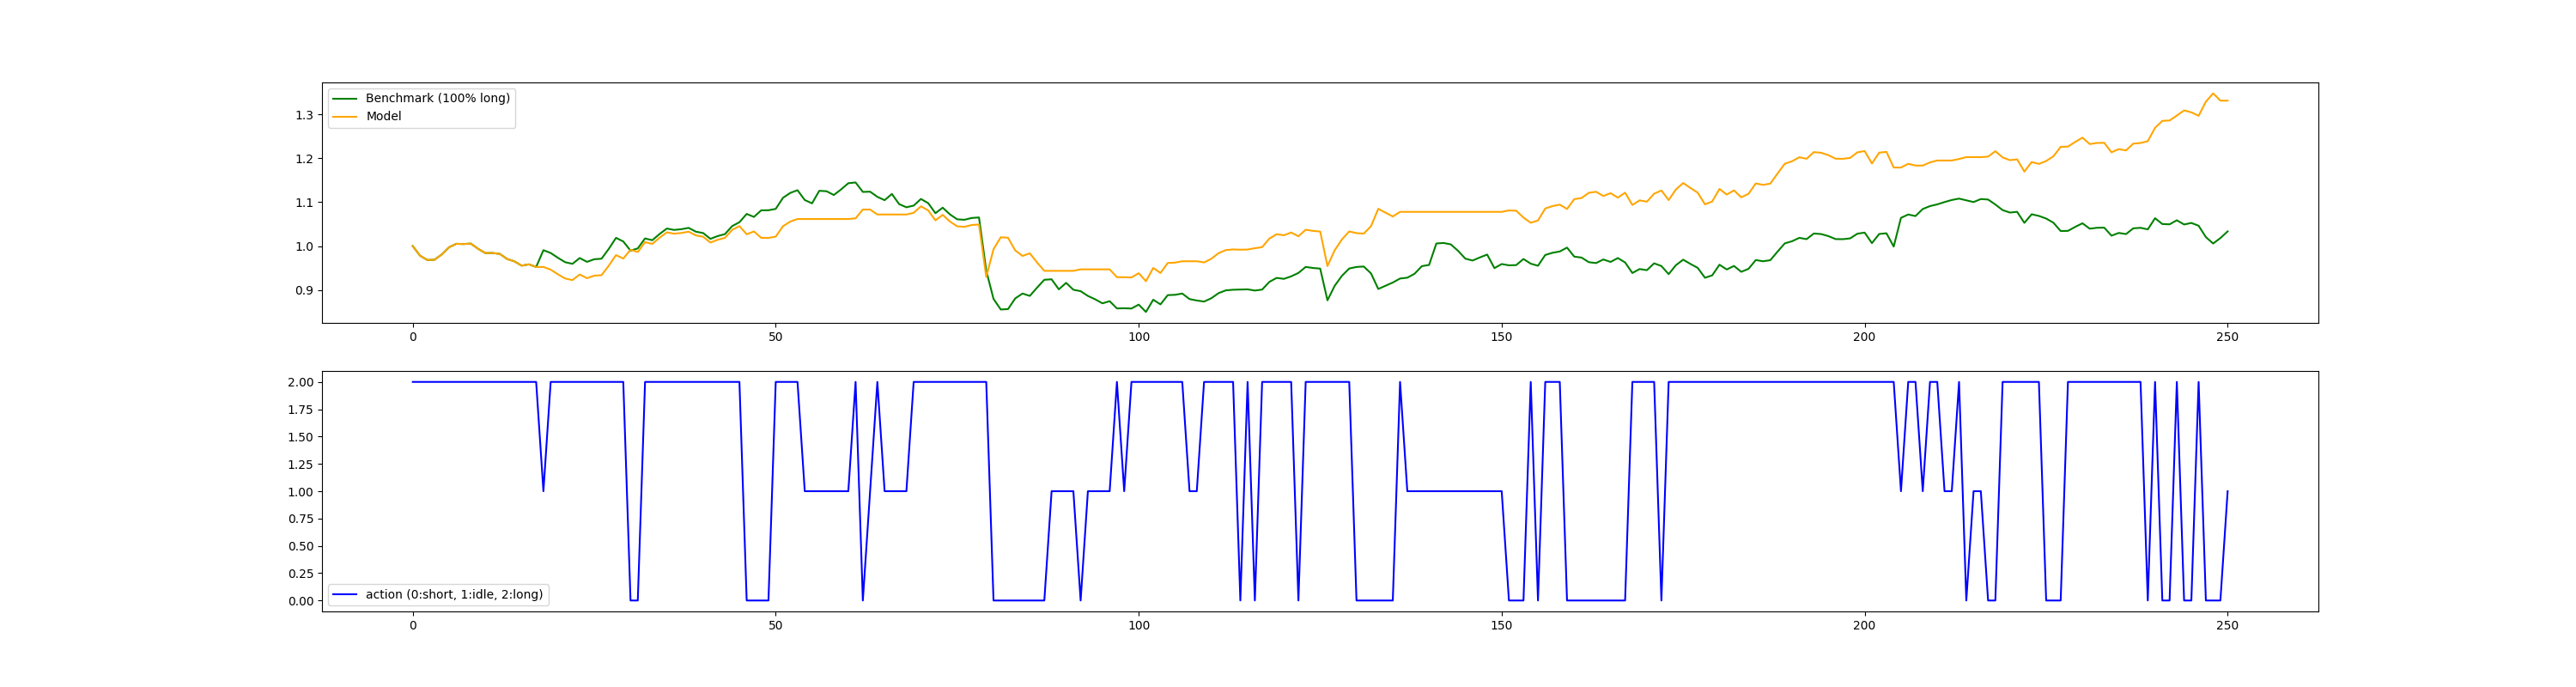 Benchmark (100% long)
Model
1.3
1.2
1.1
1.0
0.9
0 50 100 150 200 250
2.00
1.75
1.50
1.25
1.00
0.75
0.50
0.25
0.00
action (0:short, 1:idle, 2:long)
0 50 100 150 200 250